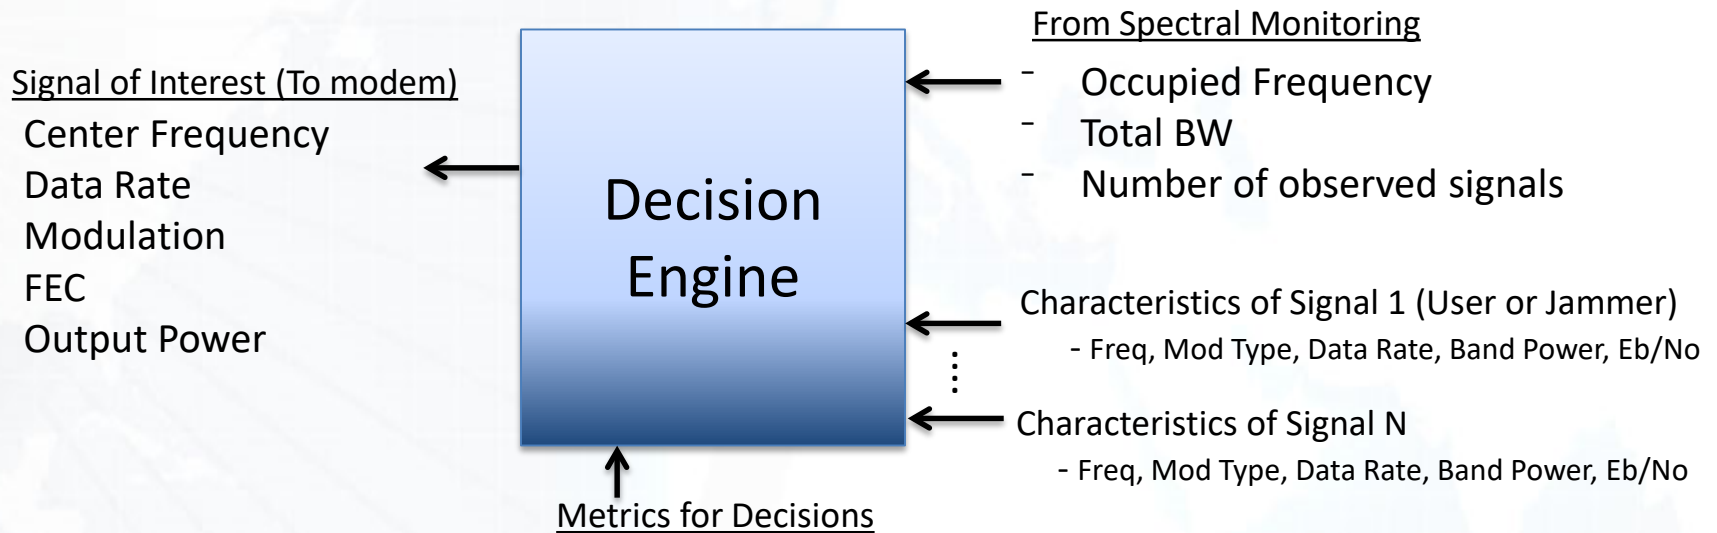 Signal of Interest (To modem)
Center Frequency
Data Rate
Modulation
FEC
Output Power
Decision
Engine
From Spectral Monitoring
- Occupied Frequency
- Total BW
- Number of observed signals
Characteristics of Signal 1 (User or Jammer)
- Freq, Mod Type, Data Rate, Band Power, Eb/No
Characteristics of Signal N
- Freq, Mod Type, Data Rate, Band Power, Eb/No
Metrics for Decisions